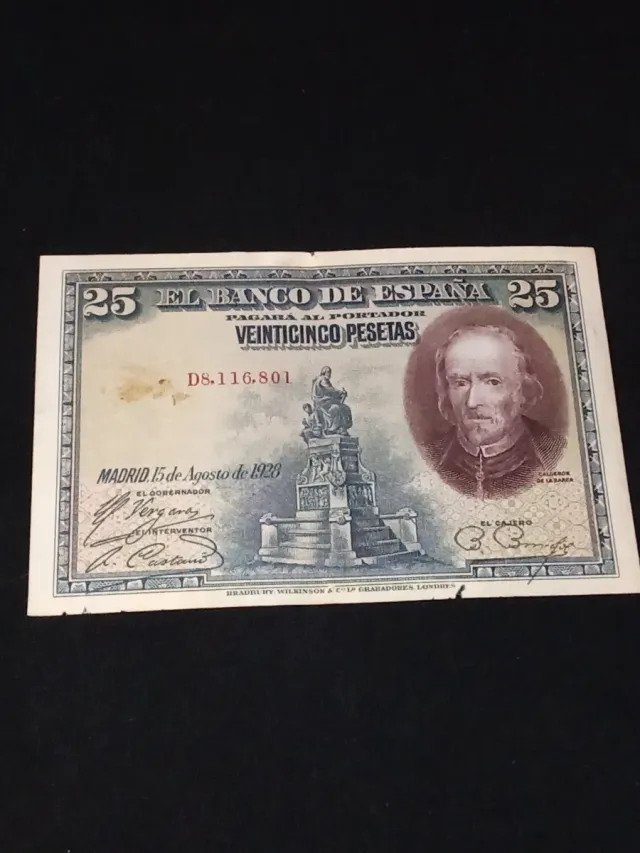 25 EL BANCO DE ESPAÑA 25
PAGARÁ AL PORTADOR
VEINTICINCO PESETAS
D8,116,801
MADRID, 15 de Agosto de 1928
CALDERON
DE LA BARCA
EL GOBERNADOR
EL INTERVENTOR
EL CAJERO
BRADBURY, WILKINSON & Cº Lᵈ GRABADORES, LONDRES